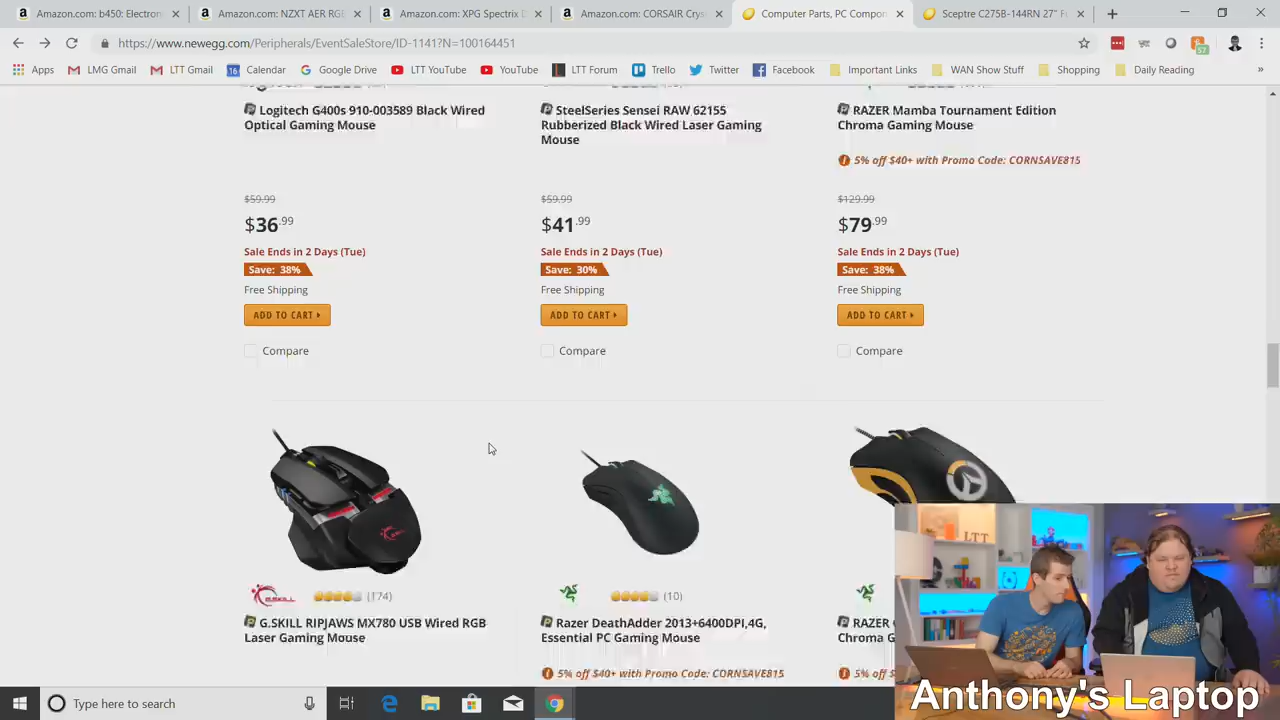 Amazon.com: b450: Electron
Amazon.com: NZXT AER RGB
Amazon.com: XPG Spectrix D
Amazon.com: CORSAIR Crys
Computer Parts, PC Compon
Sceptre C275B-144RN 27" F
https://www.newegg.com/Peripherals/EventSaleStore/ID-1141?N=100164451
57
Apps
LMG Gmail
LTT Gmail
16
Calendar
Google Drive
LTT YouTube
YouTube
LTT Forum
Trello
Twitter
Facebook
Important Links
WAN Show Stuff
Shopping
Daily Reading
»
Logitech G400s 910-003589 Black Wired
Optical Gaming Mouse
$59.99
$36.99
Sale Ends in 2 Days (Tue)
Save: 38%
Free Shipping
ADD TO CART
Compare
SteelSeries Sensei RAW 62155
Rubberized Black Wired Laser Gaming
Mouse
$59.99
$41.99
Sale Ends in 2 Days (Tue)
Save: 30%
Free Shipping
ADD TO CART
Compare
RAZER Mamba Tournament Edition
Chroma Gaming Mouse
5% off $40+ with Promo Code: CORNSAVE815
$129.99
$79.99
Sale Ends in 2 Days (Tue)
Save: 38%
Free Shipping
ADD TO CART
Compare
G.SKILL
(174)
G.SKILL RIPJAWS MX780 USB Wired RGB
Laser Gaming Mouse
(10)
Razer DeathAdder 2013+6400DPI,4G,
Essential PC Gaming Mouse
5% off $40+ with Promo Code: CORNSAVE815
RAZER
Chroma G
5% of
LTT
Anthony's Laptop
Type here to search